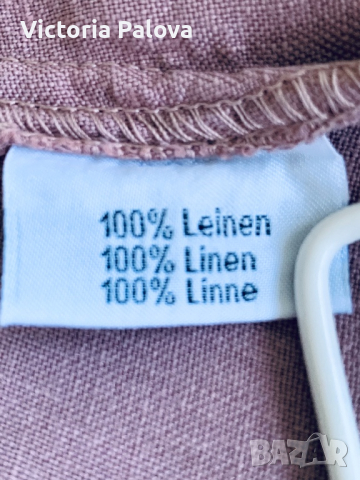 Victoria Palova
100% Leinen
100% Linen
100% Linne
BAZAR